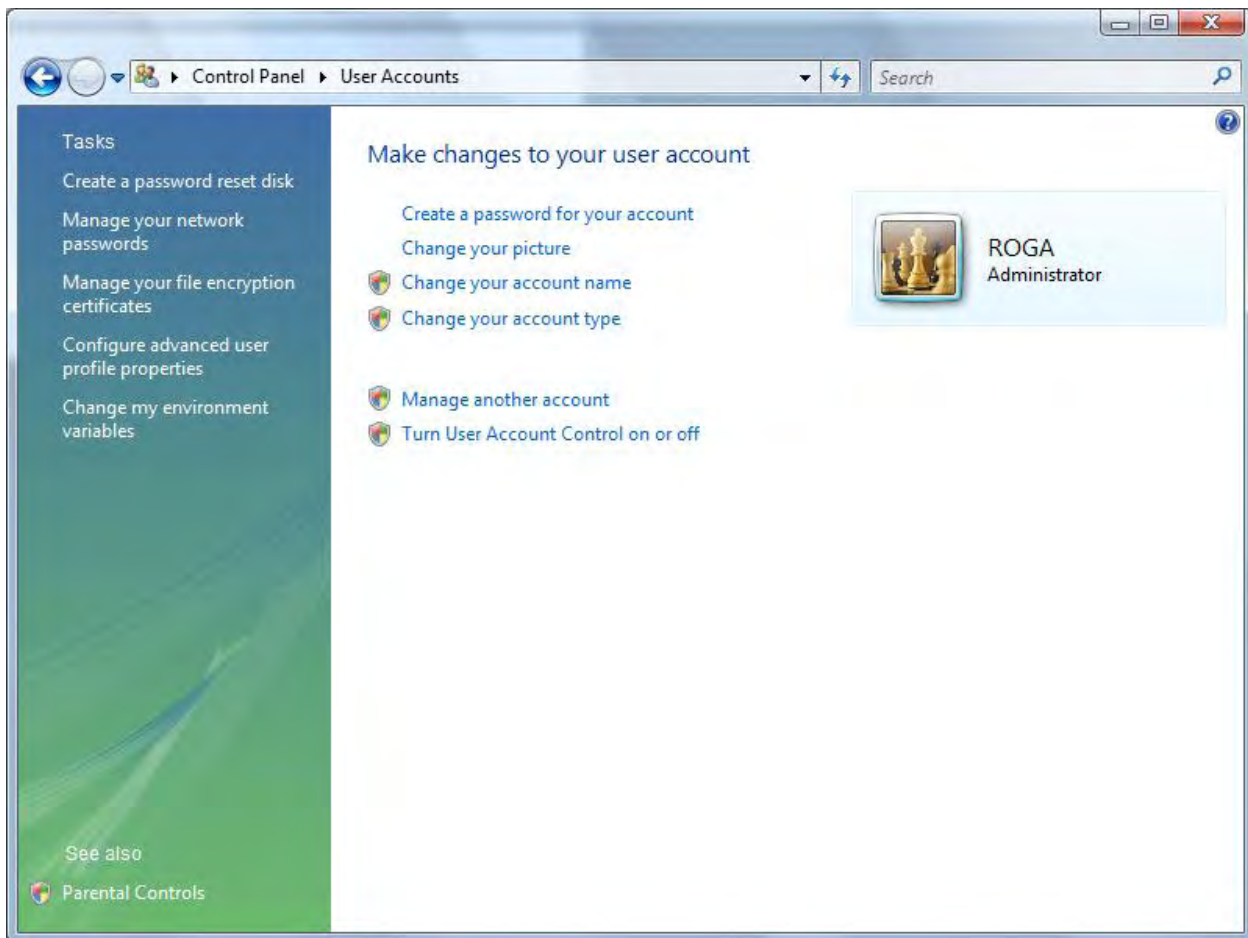 Control Panel User Accounts
Search
Tasks
Create a password reset disk
Manage your network
passwords
Manage your file encryption
certificates
Configure advanced user
profile properties
Change my environment
variables
See also
Parental Controls
Make changes to your user account
Create a password for your account
Change your picture
Change your account name
Change your account type
Manage another account
Turn User Account Control on or off
ROGA
Administrator